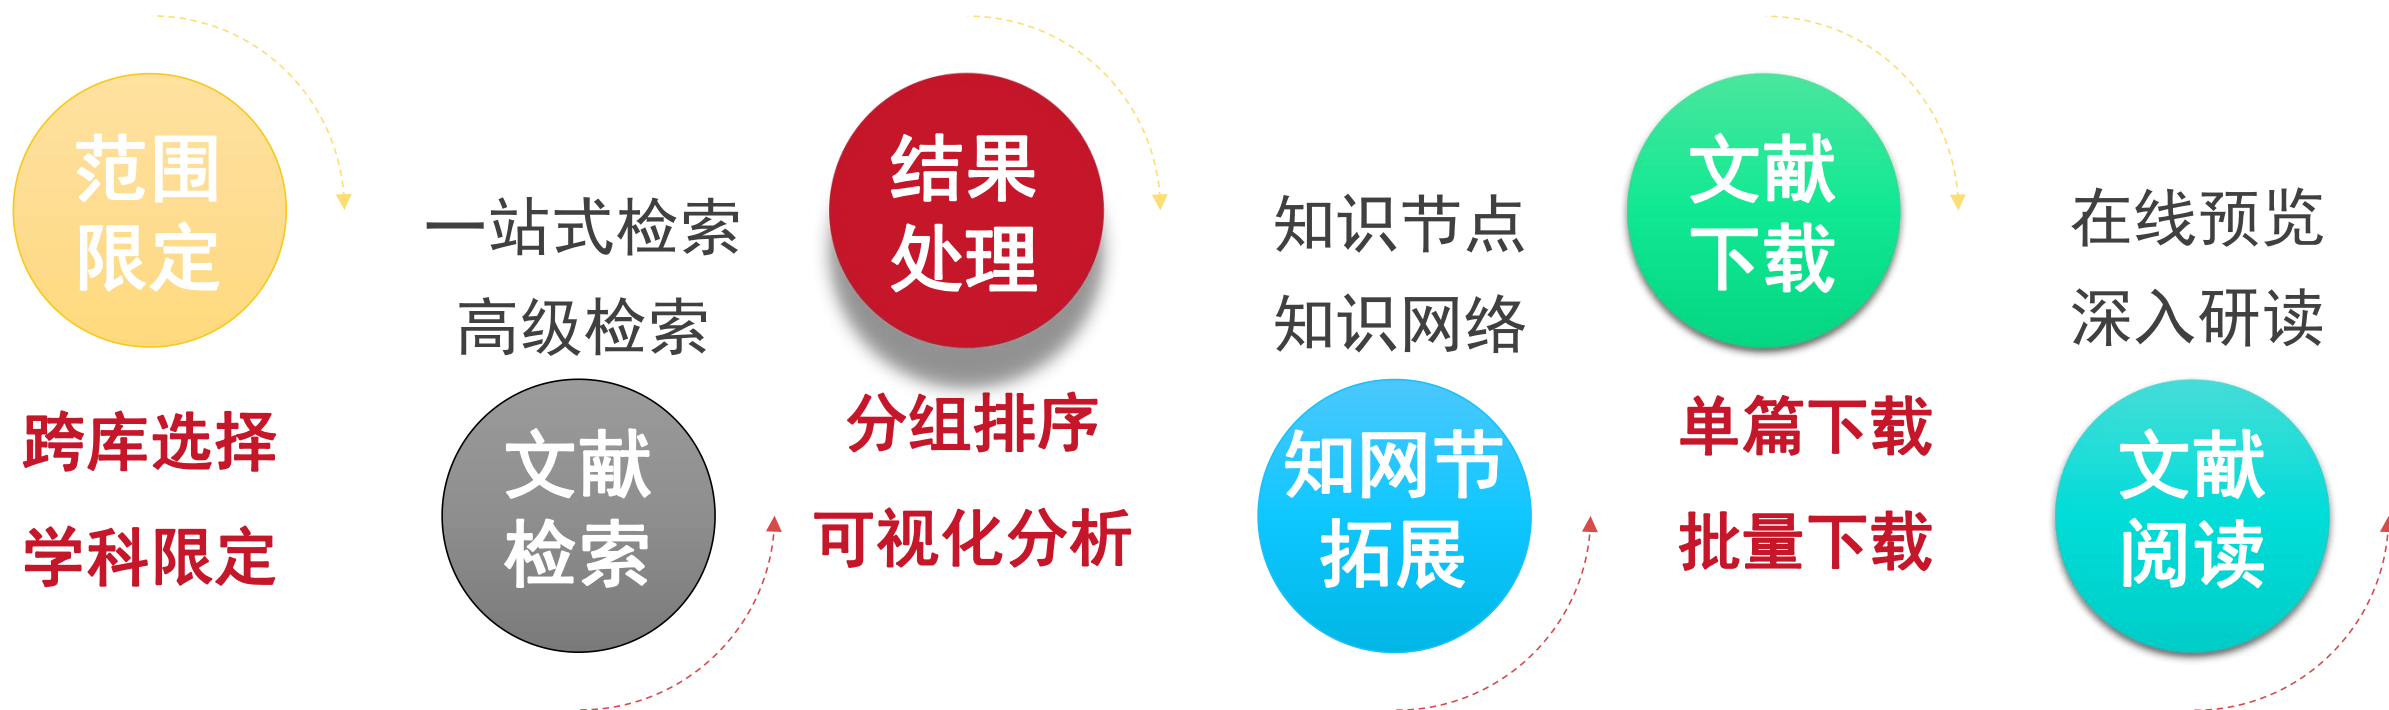 范围
限定
跨库选择
学科限定
一站式检索
高级检索
文献
检索
结果
处理
分组排序
可视化分析
知识节点
知识网络
知网节
拓展
文献
下载
单篇下载
批量下载
在线预览
深入研读
文献
阅读